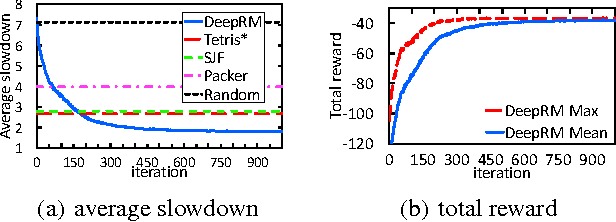 Average slowdown
8
7
6
5
4
3
2
1
DeepRM
Tetris*
SJF
Packer
Random
0 150 300 450 600 750 900
iteration
(a) average slowdown
Total reward
-40
-60
-80
-100
-120
DeepRM Max
DeepRM Mean
0 150 300 450 600 750 900
iteration
(b) total reward